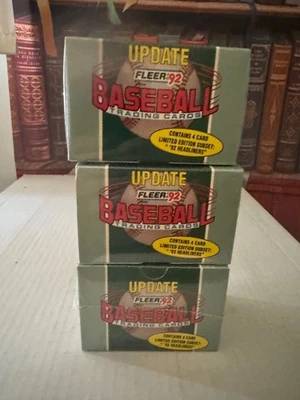 UPDATE
FLEER '92
BASEBALL
TRADING CARDS
CONTAINS 4 CARD
LIMITED EDITION SUBSET:
"'92 HEADLINERS"
UPDATE
FLEER '92
BASEBALL
TRADING CARDS
CONTAINS 4 CARD
LIMITED EDITION SUBSET:
"'92 HEADLINERS"
UPDATE
FLEER '92
BASEBALL
TRADING CARDS
CONTAINS 4 CARD
LIMITED EDITION SUBSET:
"'92 HEADLINERS"